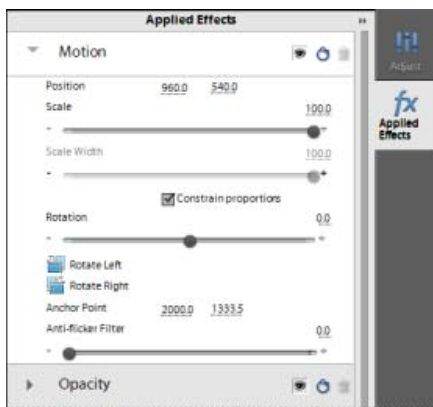 Applied Effects
Motion
Adjust
Position 960.0 540.0
Scale 100.0
fx
Applied Effects
Scale Width 100.0
Constrain proportions
Rotation 0.0
Rotate Left
Rotate Right
Anchor Point 2000.0 1333.5
Anti-flicker Filter 0.0
Opacity